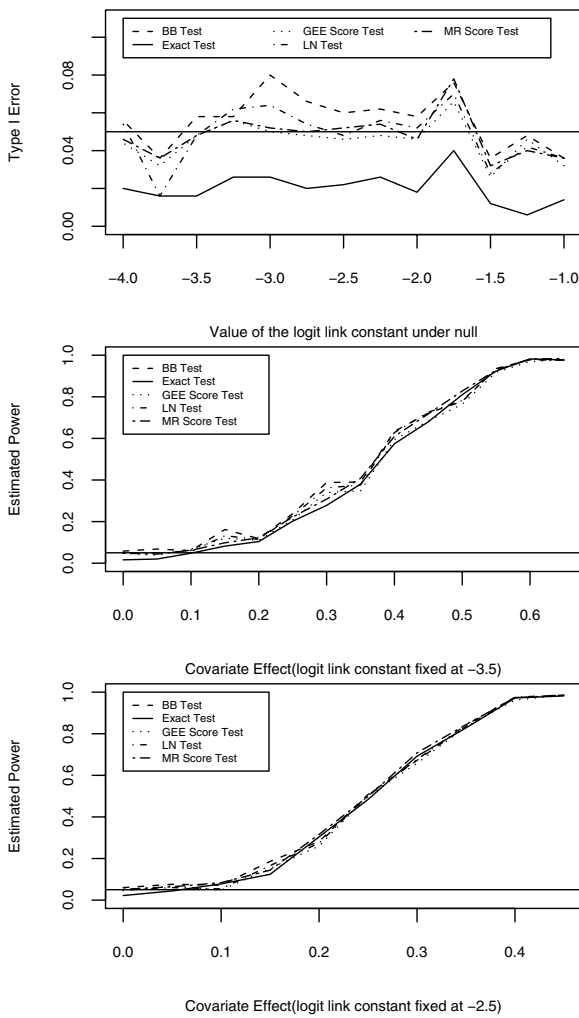 BB Test
GEE Score Test
MR Score Test
Exact Test
LN Test
Type I Error
0.08
0.04
0.00
−4.0 −3.5 −3.0 −2.5 −2.0 −1.5 −1.0
Value of the logit link constant under null
BB Test
Exact Test
GEE Score Test
LN Test
MR Score Test
Estimated Power
1.0
0.8
0.6
0.4
0.2
0.0
0.0 0.1 0.2 0.3 0.4 0.5 0.6
Covariate Effect(logit link constant fixed at −3.5)
BB Test
Exact Test
GEE Score Test
LN Test
MR Score Test
Estimated Power
1.0
0.8
0.6
0.4
0.2
0.0
0.0 0.1 0.2 0.3 0.4
Covariate Effect(logit link constant fixed at −2.5)